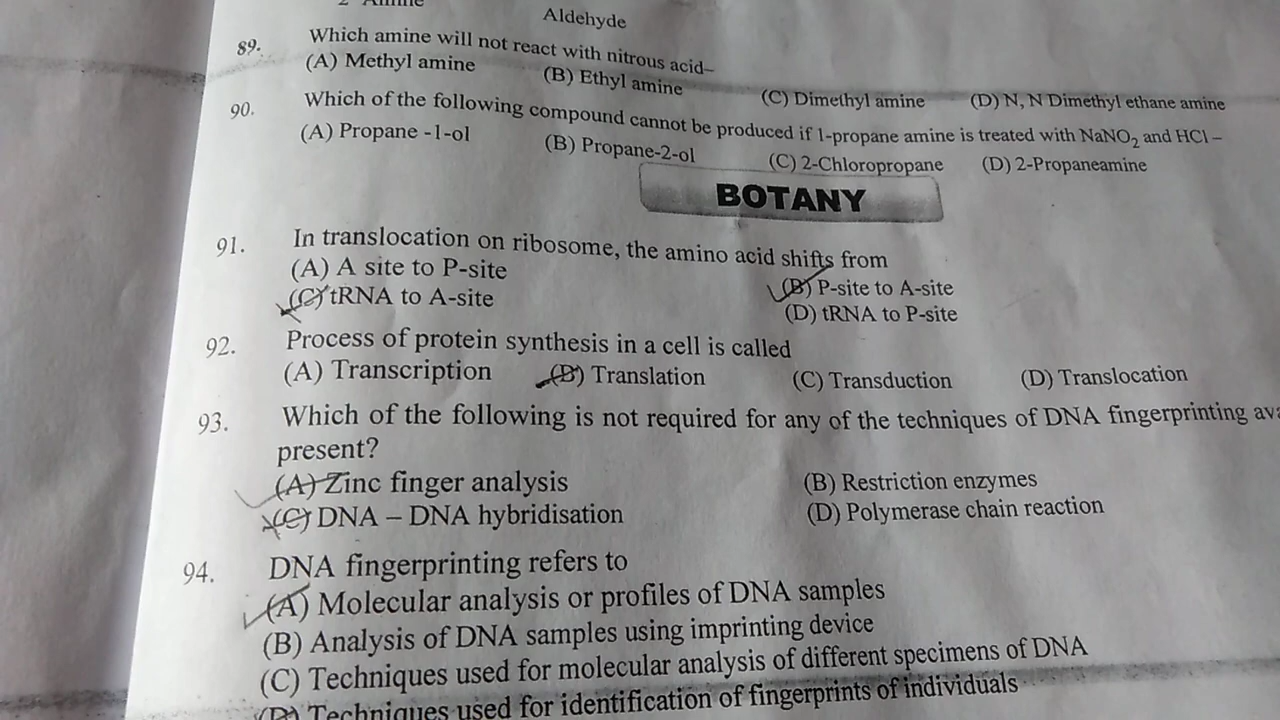 Aldehyde
89. Which amine will not react with nitrous acid–
(A) Methyl amine (B) Ethyl amine (C) Dimethyl amine (D) N, N Dimethyl ethane amine
90. Which of the following compound cannot be produced if 1-propane amine is treated with NaNO2 and HCl –
(A) Propane -1-ol (B) Propane-2-ol (C) 2-Chloropropane (D) 2-Propaneamine
BOTANY
91. In translocation on ribosome, the amino acid shifts from
(A) A site to P-site (B) P-site to A-site
(C) tRNA to A-site (D) tRNA to P-site
92. Process of protein synthesis in a cell is called
(A) Transcription (B) Translation (C) Transduction (D) Translocation
93. Which of the following is not required for any of the techniques of DNA fingerprinting
present?
(A) Zinc finger analysis (B) Restriction enzymes
(C) DNA – DNA hybridisation (D) Polymerase chain reaction
94. DNA fingerprinting refers to
(A) Molecular analysis or profiles of DNA samples
(B) Analysis of DNA samples using imprinting device
(C) Techniques used for molecular analysis of different specimens of DNA
(D) Techniques used for identification of fingerprints of individuals